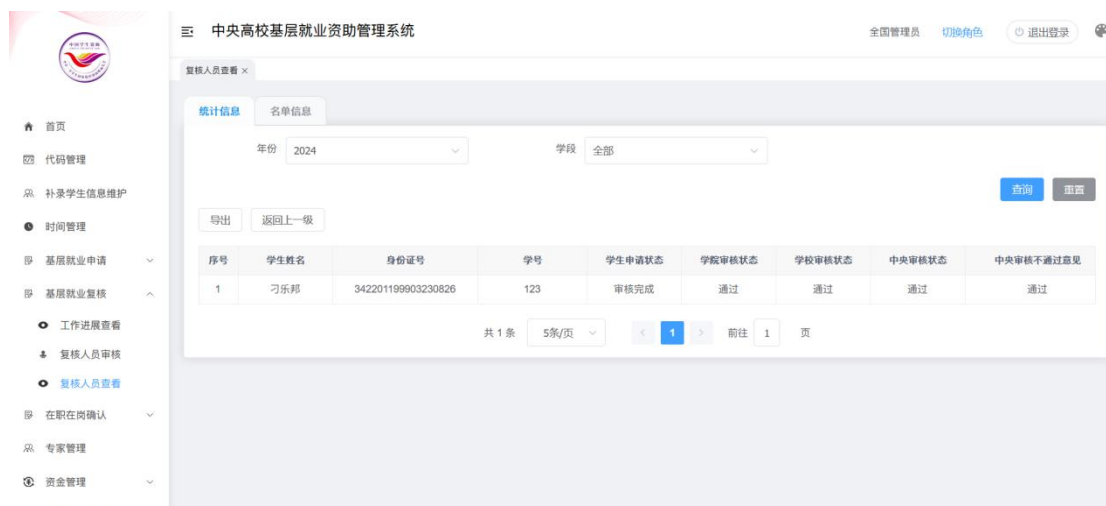 中央高校基层就业资助管理系统
全国管理员 切换角色 退出登录
复核人员查看 ×
首页
代码管理
补录学生信息维护
时间管理
基层就业申请
基层就业复核
工作进展查看
复核人员审核
复核人员查看
在职在岗确认
专家管理
资金管理
统计信息 名单信息
年份 2024 学段 全部
查询 重置
导出 返回上一级
序号 学生姓名 身份证号 学号 学生申请状态 学院审核状态 学校审核状态 中央审核状态 中央审核不通过意见
1 刁乐邦 342201199903230826 123 审核完成 通过 通过 通过 通过
共 1 条 5条/页 < 1 > 前往 1 页